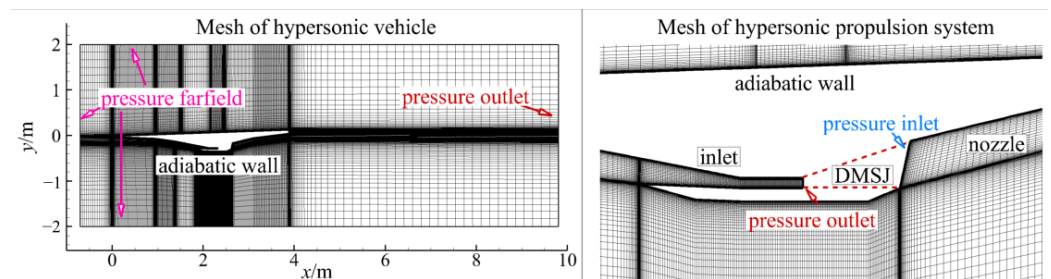 Mesh of hypersonic vehicle
2
1
0
−1
−2
y/m
pressure farfield
pressure outlet
adiabatic wall
0
2
4
6
8
10
x/m
Mesh of hypersonic propulsion system
adiabatic wall
pressure inlet
nozzle
inlet
DMSJ
pressure outlet